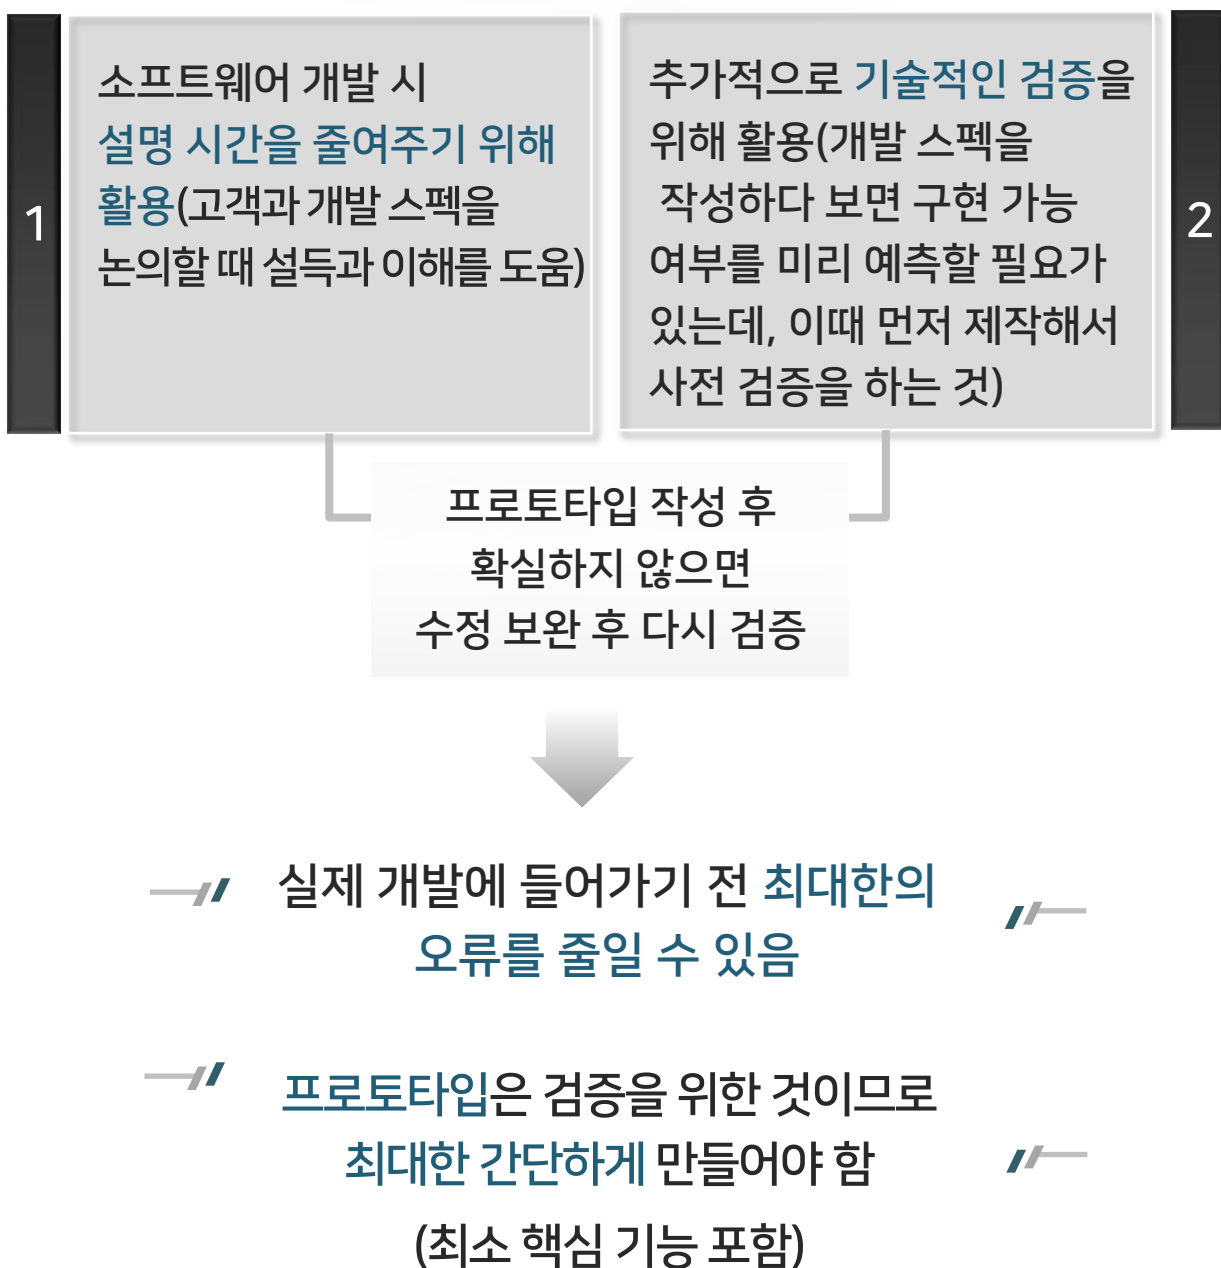 1
소프트웨어 개발 시
설명 시간을 줄여주기 위해
활용(고객과 개발 스펙을
논의할 때 설득과 이해를 도움)
추가적으로 기술적인 검증을
위해 활용(개발 스펙을
작성하다 보면 구현 가능
여부를 미리 예측할 필요가
있는데, 이때 먼저 제작해서
사전 검증을 하는 것)
2
프로토타입 작성 후
확실하지 않으면
수정 보완 후 다시 검증
실제 개발에 들어가기 전 최대한의
오류를 줄일 수 있음
프로토타입은 검증을 위한 것이므로
최대한 간단하게 만들어야 함
(최소 핵심 기능 포함)